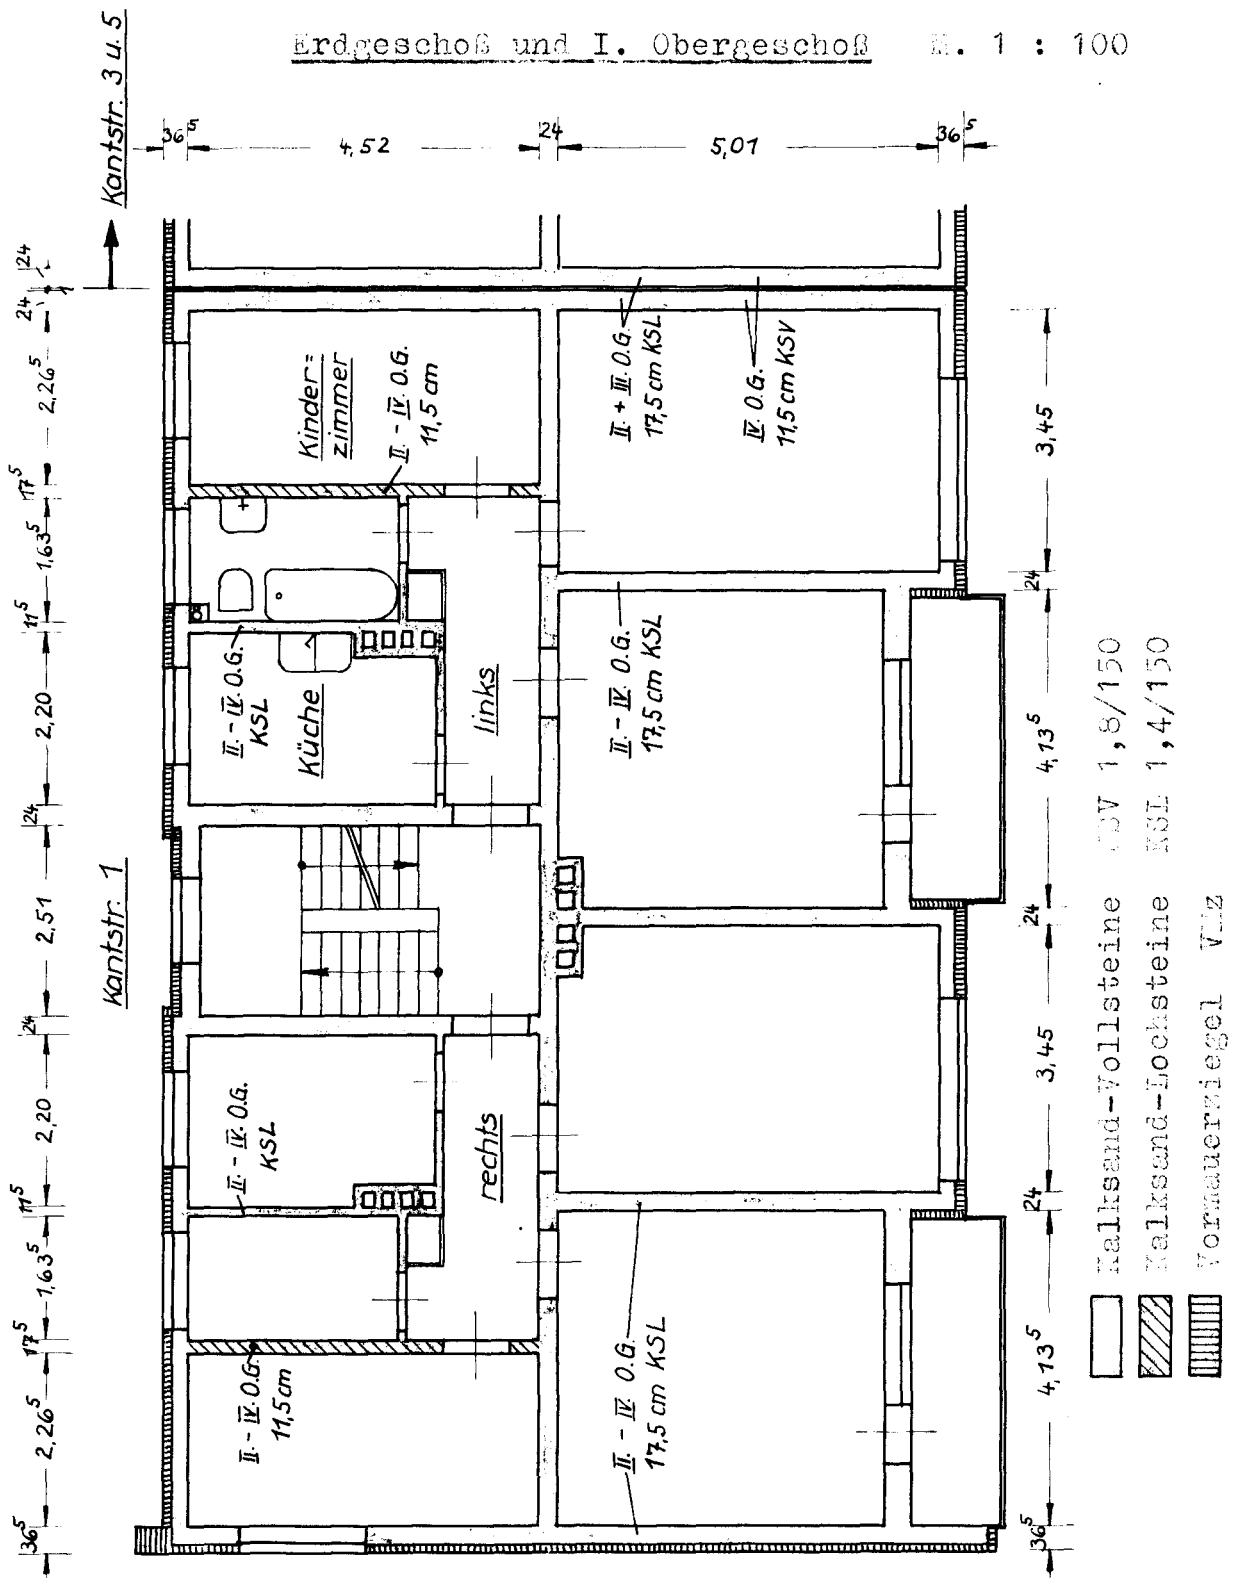 Erdgeschoß und I. Obergeschoß M. 1 : 100
Kantstr. 3 u. 5
36⁵
4,52
24
5,01
36⁵
24
24
1
2,26⁵
17⁵
1,63⁵
11⁵
2,20
24
2,51
24
2,20
11⁵
1,63⁵
17⁵
2,26⁵
36⁵
Kantstr. 1
Kinder=
zimmer
II. - IV. O.G.
11,5 cm
II. + III. O.G.
17,5 cm KSL
IV. O.G.
11,5 cm KSV
II. - IV. O.G.
KSL
Küche
links
II. - IV. O.G.
17,5 cm KSL
II. - IV. O.G.
KSL
rechts
II. - IV. O.G.
11,5 cm
II. - IV. O.G.
17,5 cm KSL
3,45
24
4,13⁵
24
3,45
24
4,13⁵
36⁵
Kalksand-Vollsteine KSV 1,8/150
Kalksand-Lochsteine KSL 1,4/150
Vormauerziegel VMz